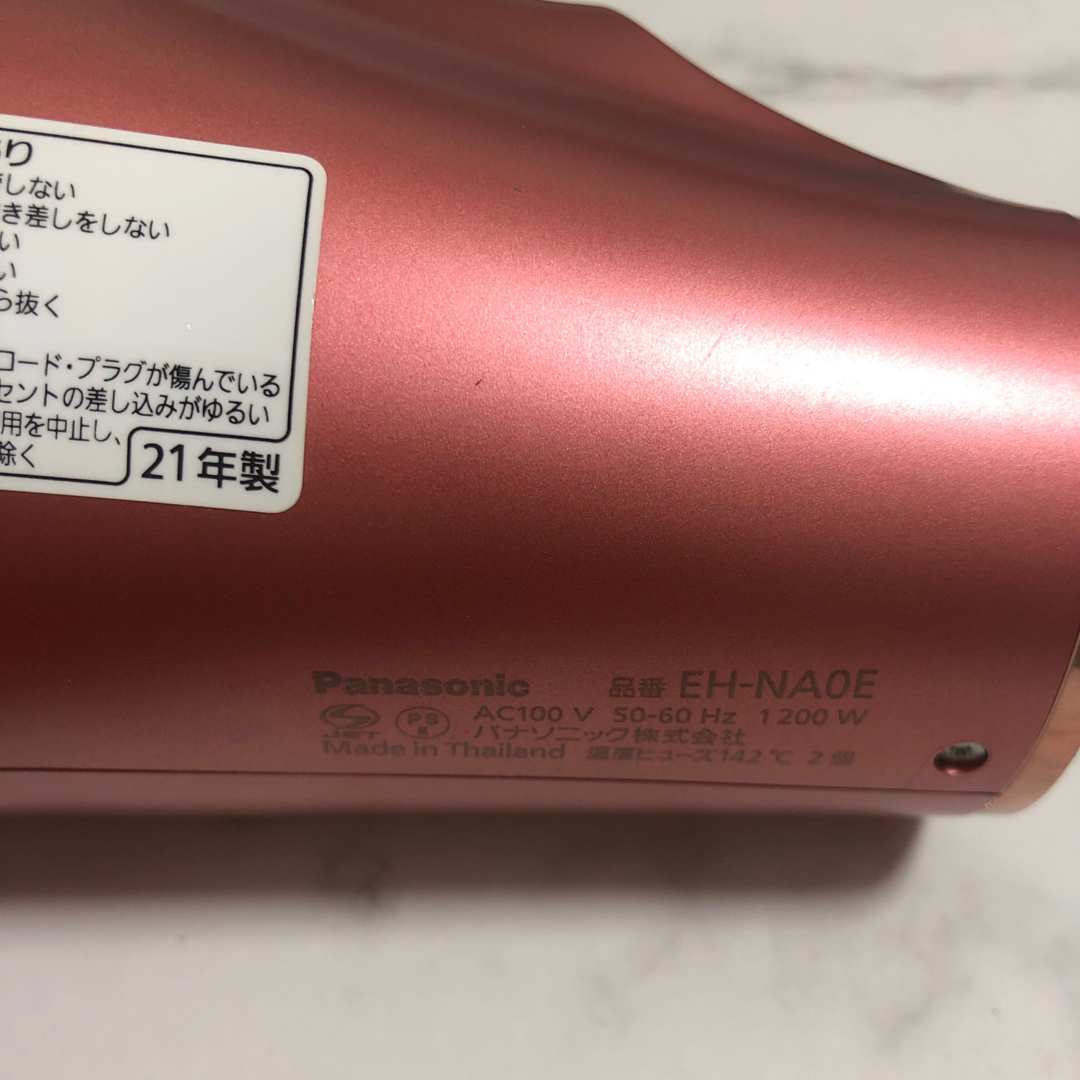 り
しない
き差しをしない
い
い
ら抜く
コード・プラグが傷んでいる
セントの差し込みがゆるい
用を中止し、
除く
21年製
Panasonic 品番 EH-NA0E
JET PS E AC100 V 50-60 Hz 1200 W
パナソニック株式会社
Made in Thailand 温度ヒューズ142℃ 2個